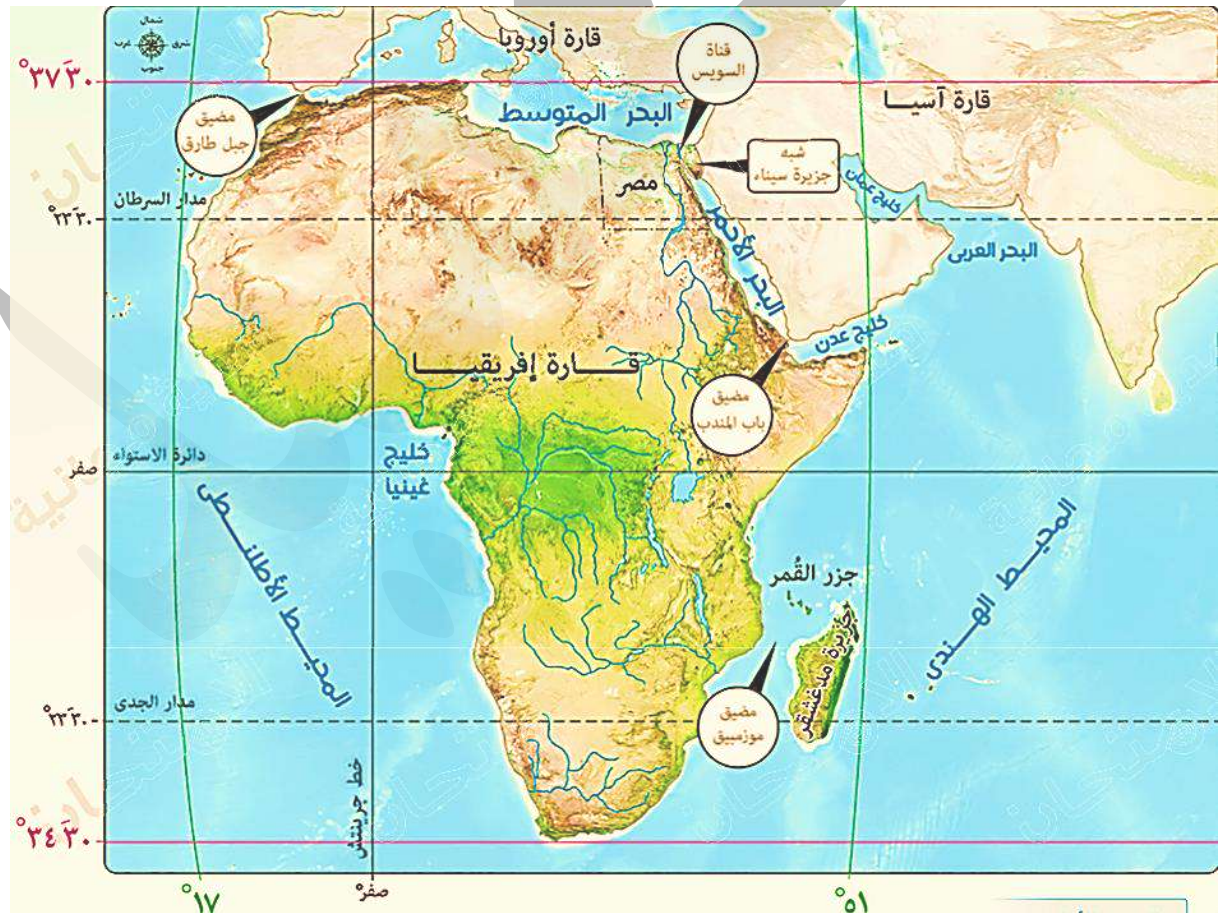 شمال
شرق
غرب
جنوب
قارة أوروبا
قناة
السويس
°٣٧َ٣٠
قارة آسيا
مضيق
جبل طارق
البحر المتوسط
شبه
جزيرة سيناء
مصر
خليج عمان
مدار السرطان
°٢٣َ٣٠
البحر الأحمر
البحر العربى
خليج عدن
قارة إفريقيا
مضيق
باب المندب
دائرة الاستواء
صفر
خليج
غينيا
المحيط الأطلنطى
المحيط الهندى
جزر القُمر
جزيرة مدغشقر
مدار الجدى
°٢٣َ٣٠
مضيق
موزمبيق
خط جرينتش
°٣٤َ٣٠
°١٧
صفر°
°٥١